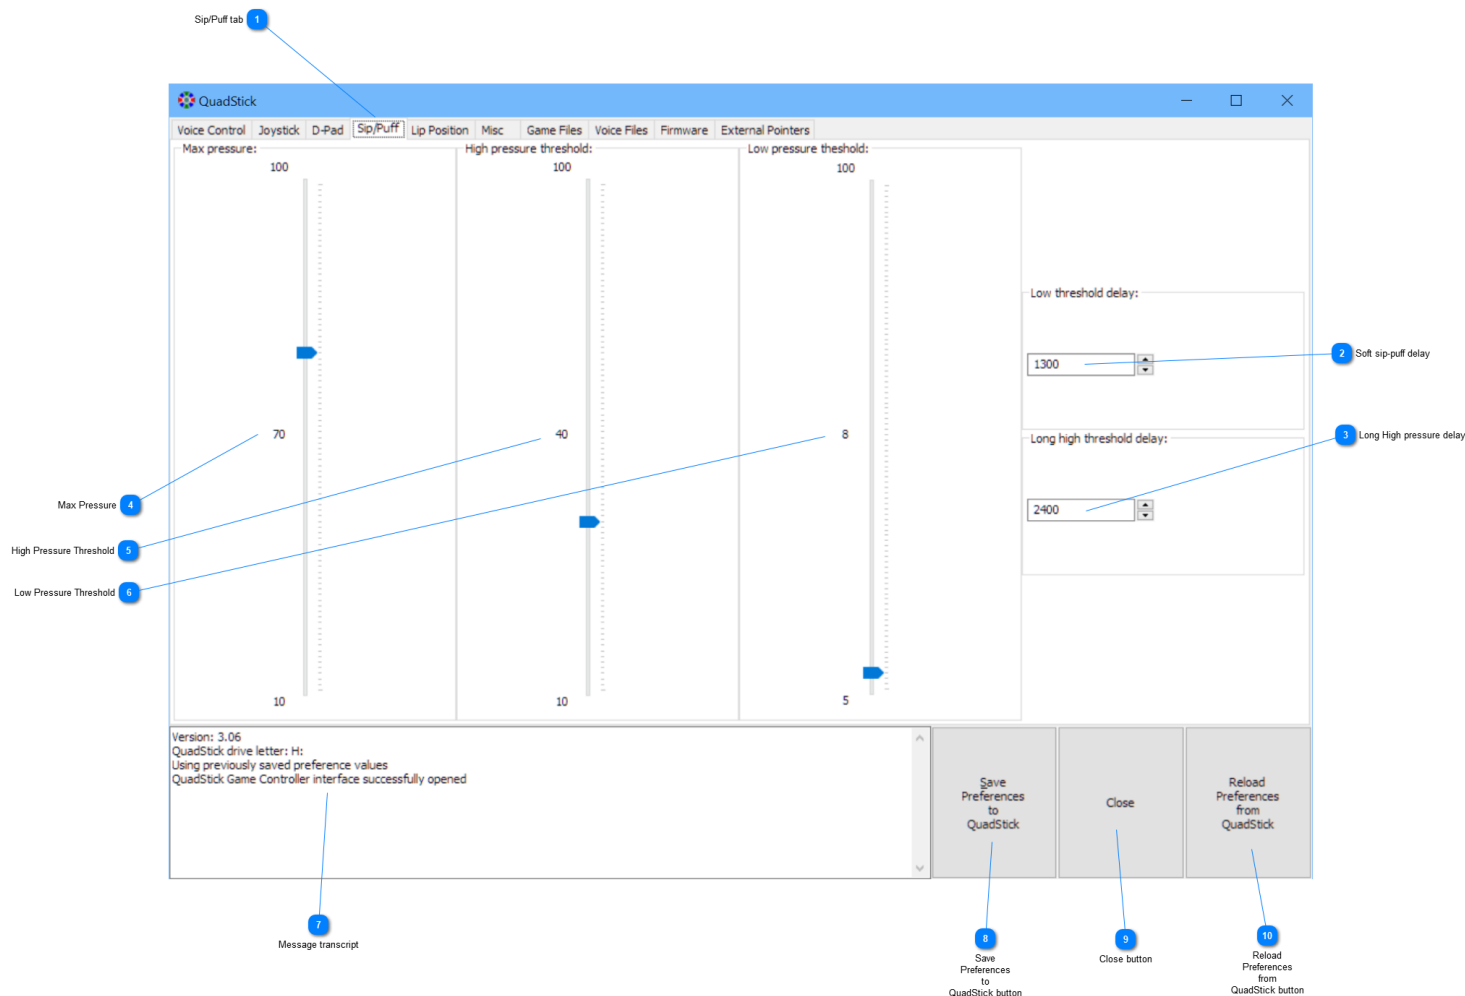 Sip/Puff tab 1
QuadStick
Voice Control Joystick D-Pad Sip/Puff Lip Position Misc Game Files Voice Files Firmware External Pointers
Max pressure: High pressure threshold: Low pressure theshold:
100 100 100
Low threshold delay:
1300
2 Soft sip-puff delay
70 40 8
Long high threshold delay:
3 Long High pressure delay
2400
Max Pressure 4
High Pressure Threshold 5
Low Pressure Threshold 6
10 10 5
Version: 3.06
QuadStick drive letter: H:
Using previously saved preference values
QuadStick Game Controller interface successfully opened
Save
Preferences
to
QuadStick
Close
Reload
Preferences
from
QuadStick
7
Message transcript
8
Save
Preferences
to
QuadStick button
9
Close button
10
Reload
Preferences
from
QuadStick button